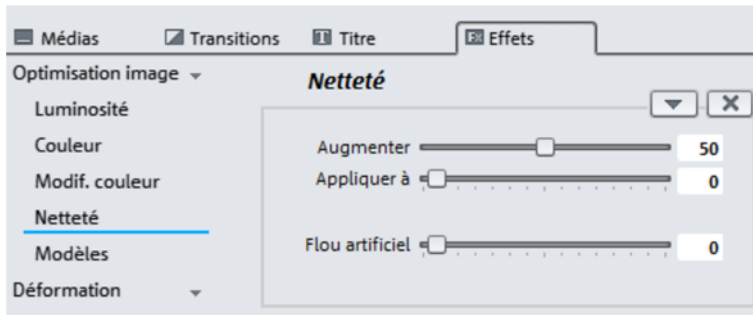 Médias Transitions Titre Effets
Optimisation image
Luminosité
Couleur
Modif. couleur
Netteté
Modèles
Déformation
Netteté
Augmenter 50
Appliquer à 0
Flou artificiel 0